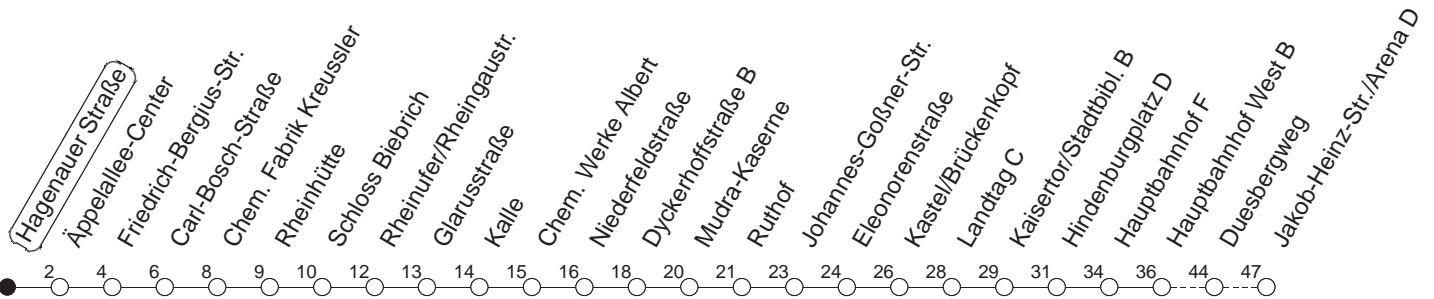 Hagenauer Straße
Äppelallee-Center
Friedrich-Bergius-Str.
Carl-Bosch-Straße
Chem. Fabrik Kreussler
Rheinhütte
Schloss Biebrich
Rheinufer/Rheingaustr.
Glarusstraße
Kalle
Chem. Werke Albert
Niederfeldstraße
Dyckerhoffstraße B
Mudra-Kaserne
Ruthof
Johannes-Goßner-Str.
Eleonorenstraße
Kastel/Brückenkopf
Landtag C
Kaisertor/Stadtbibl. B
Hindenburgplatz D
Hauptbahnhof F
Hauptbahnhof West B
Duesbergweg
Jakob-Heinz-Str./Arena D
2 4 6 8 9 10 12 13 14 15 16 18 20 21 23 24 26 28 29 31 34 36 44 47